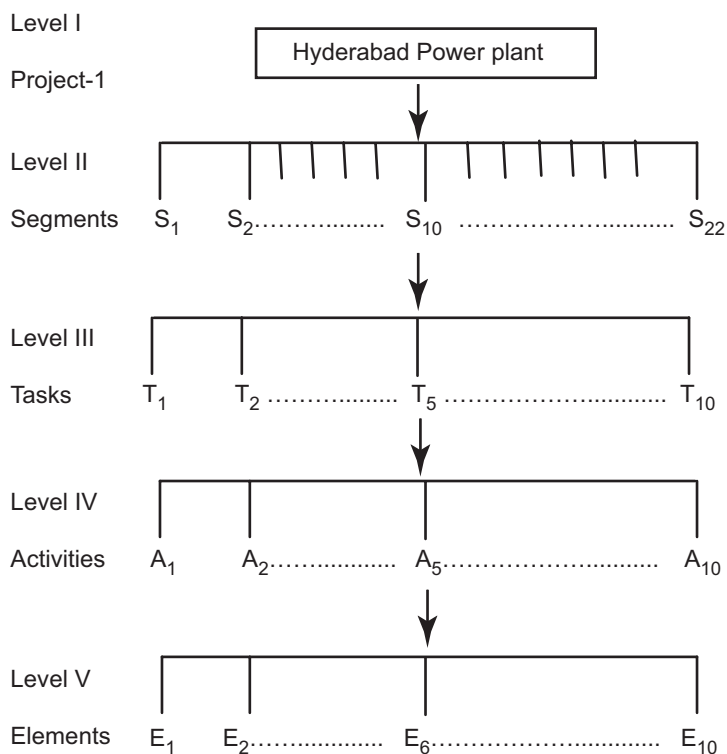 Level I
Hyderabad Power plant
Project-1
Level II
Segments S₁ S₂……......... S₁₀ ………………............ S₂₂
Level III
Tasks T₁ T₂ ………......... T₅ ………………............ T₁₀
Level IV
Activities A₁ A₂……............ A₅………………............ A₁₀
Level V
Elements E₁ E₂……............ E₆………………............ E₁₀